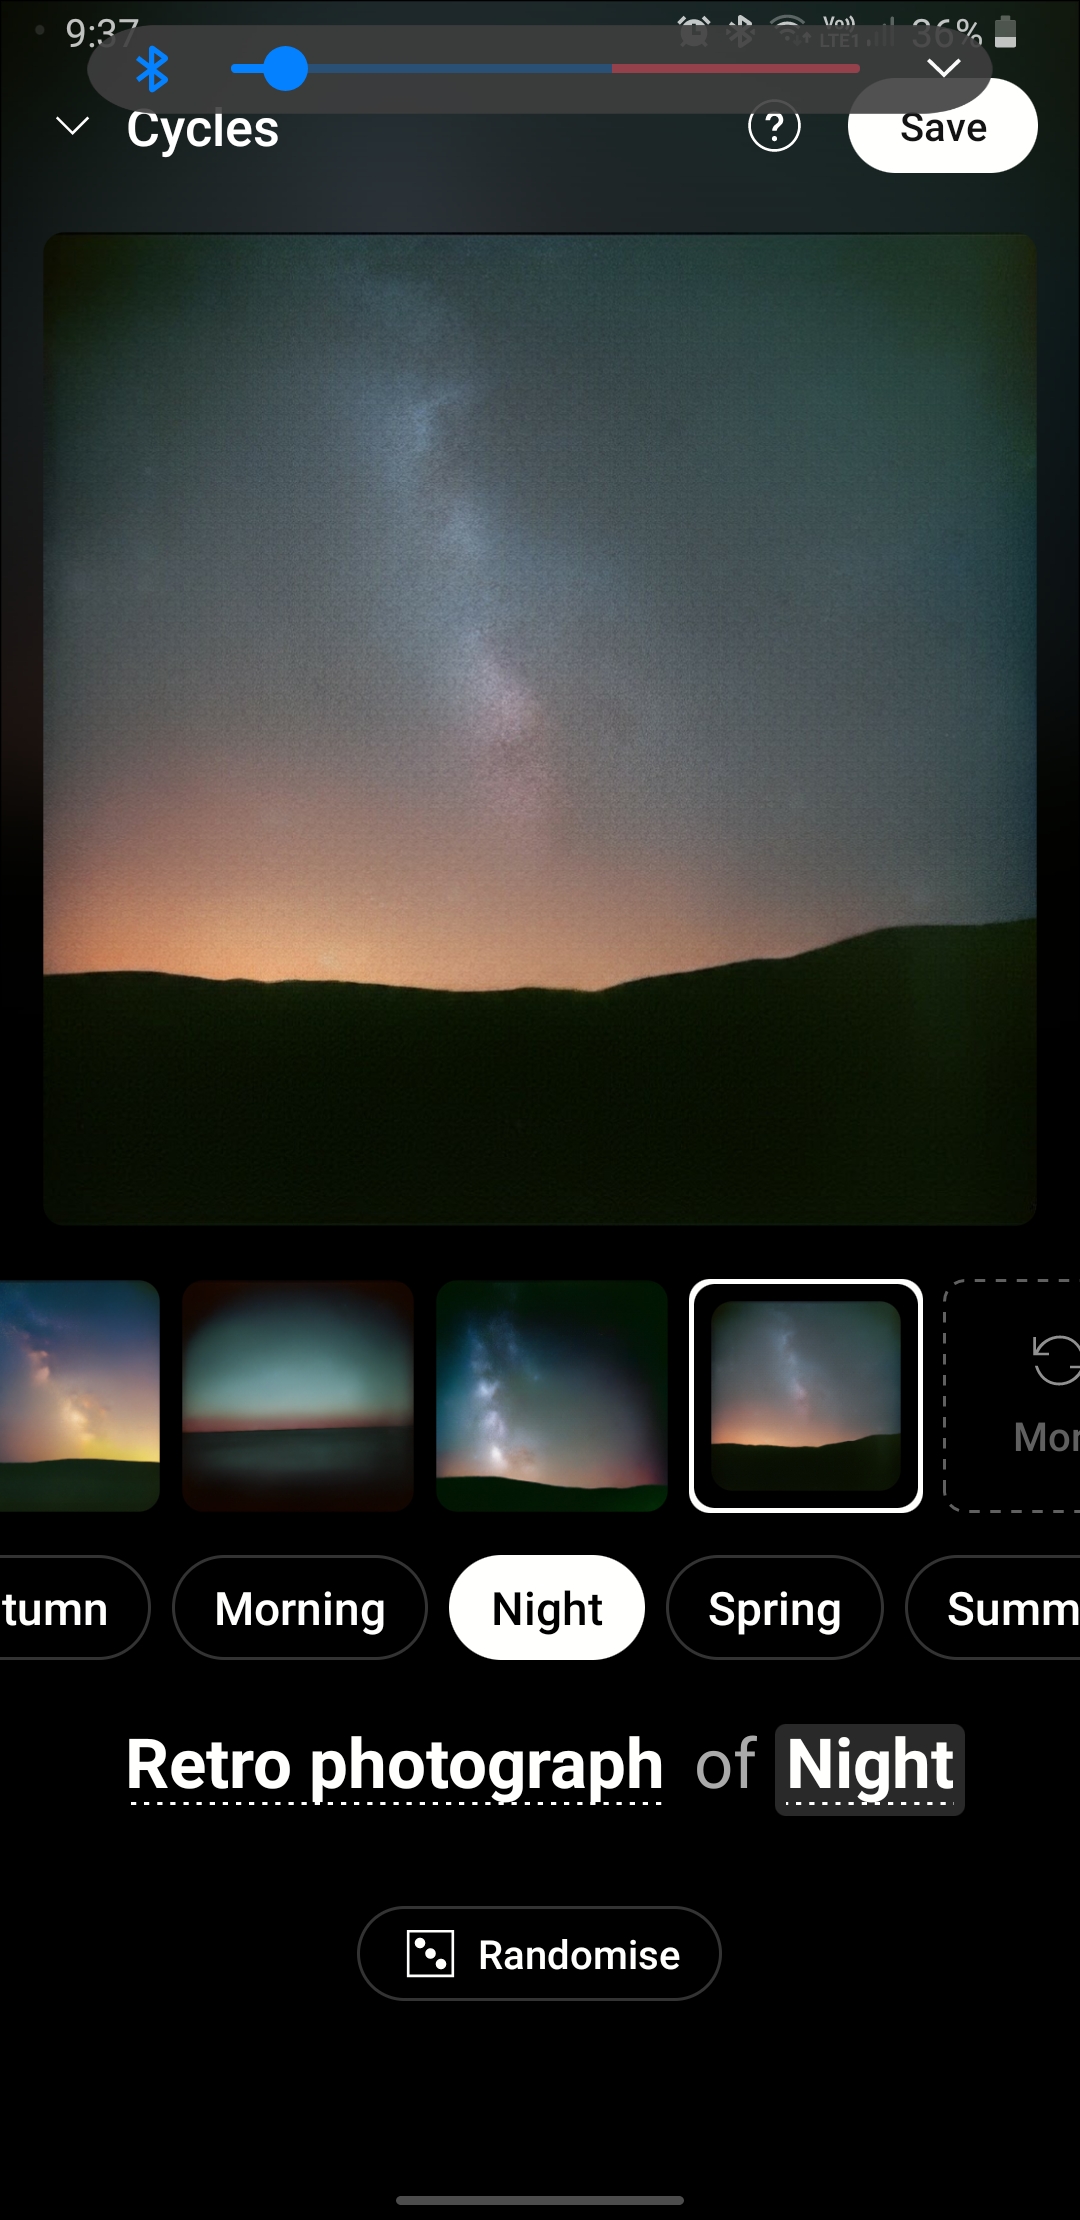 9:37
36%
Cycles
?
Save
Mor
tumn
Morning
Night
Spring
Summ
Retro photograph of Night
Randomise